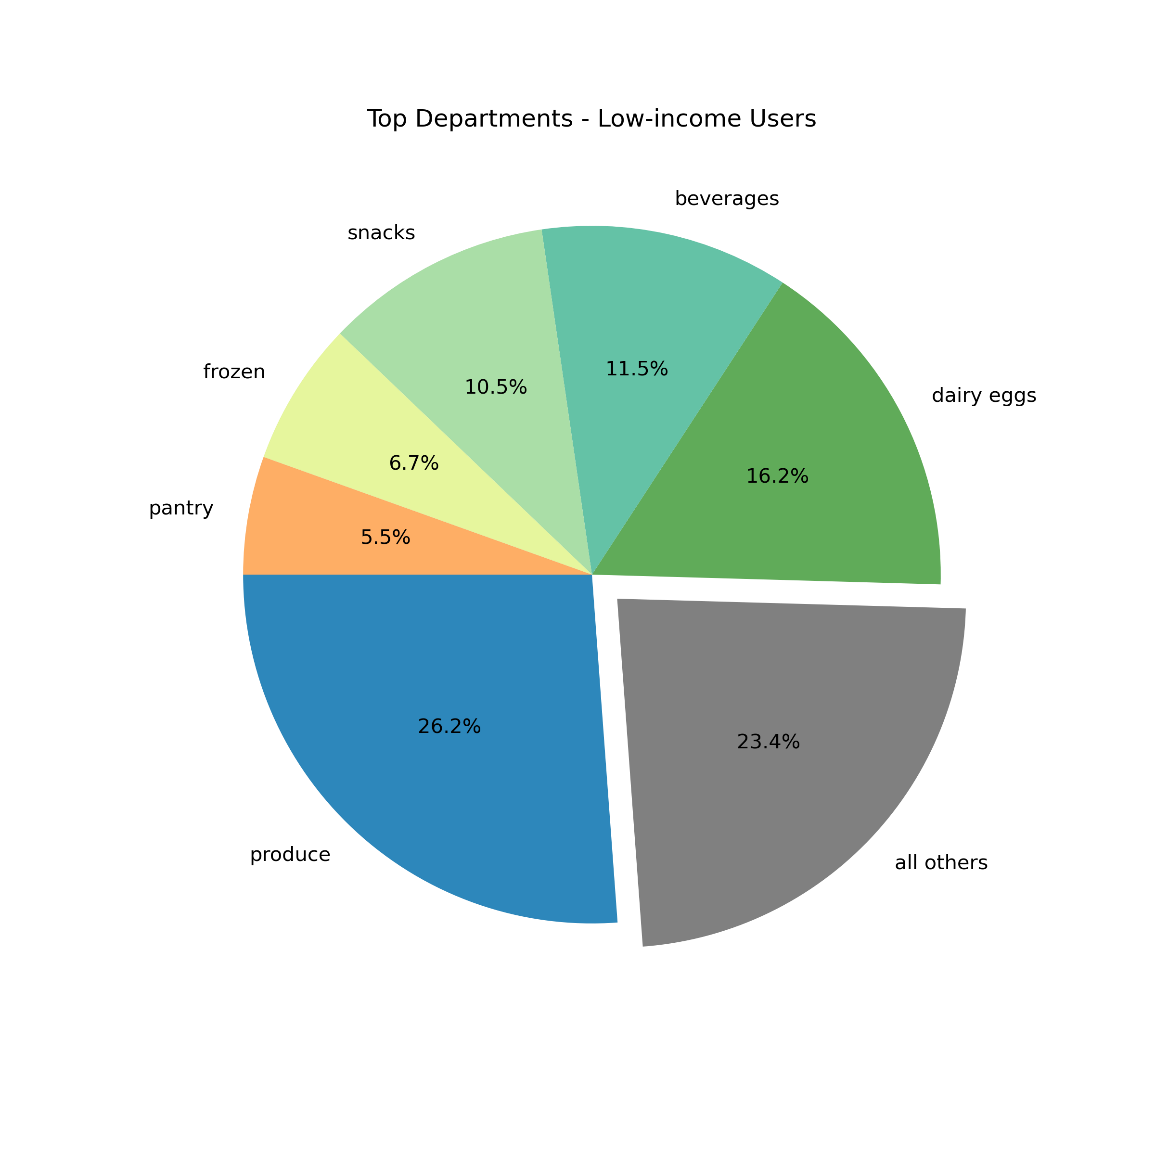 Top Departments - Low-income Users
beverages
snacks
frozen
dairy eggs
pantry
produce
all others
11.5%
10.5%
6.7%
16.2%
5.5%
26.2%
23.4%